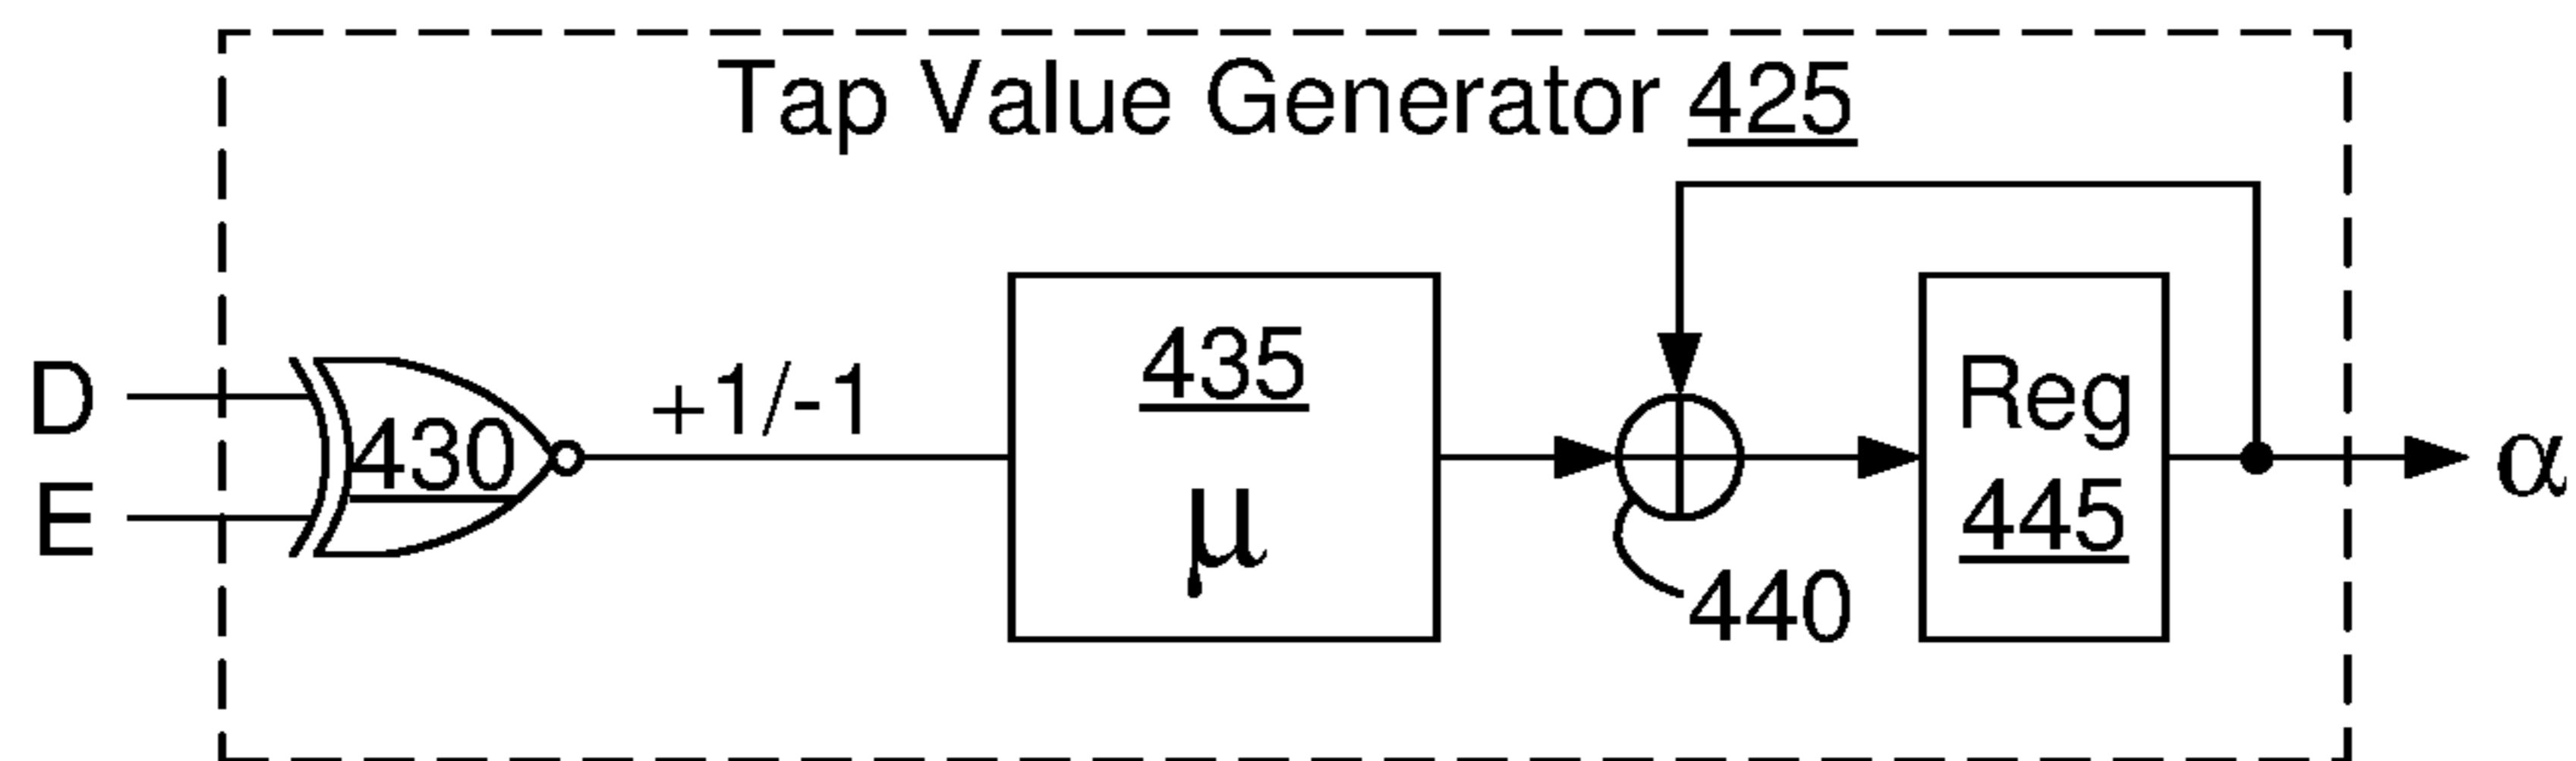 Tap Value Generator 425
D
E
430
+1/-1
435
μ
440
Reg
445
α